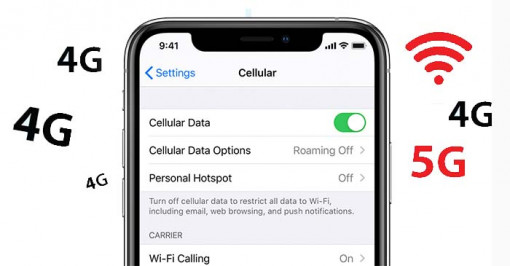 9:41
4G
Settings
Cellular
4G
Cellular Data
4G
Cellular Data Options Roaming Off
5G
Personal Hotspot Off
4G
Turn off cellular data to restrict all data to Wi-Fi,
including email, web browsing, and push notifications.
CARRIER
Wi-Fi Calling On